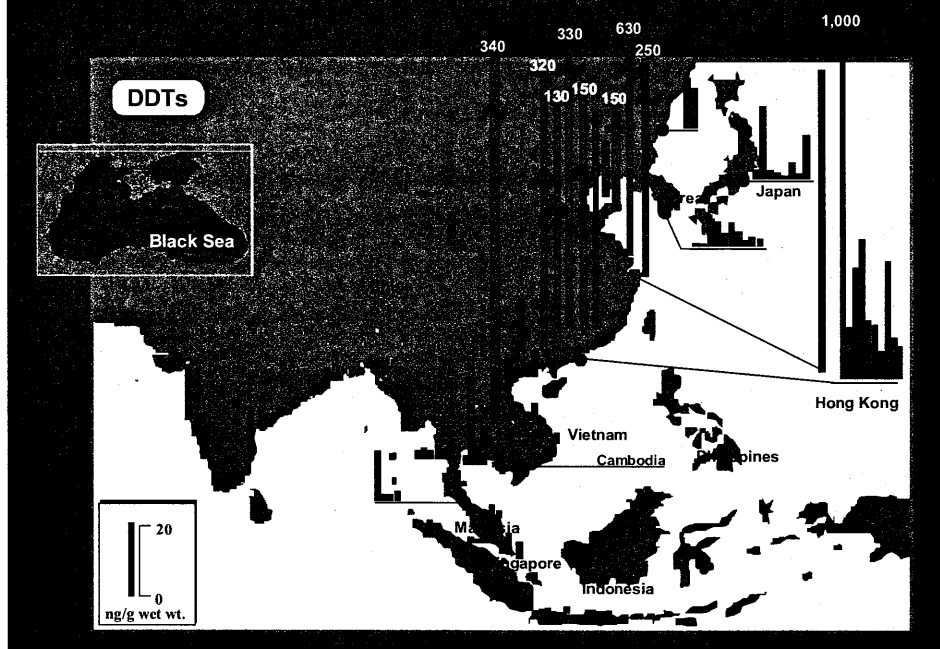 1,000
630
330
340
250
320
150
130
150
DDTs
Japan
Black Sea
Hong Kong
Vietnam
Cambodia
20
0
ng/g wet wt.
Indonesia